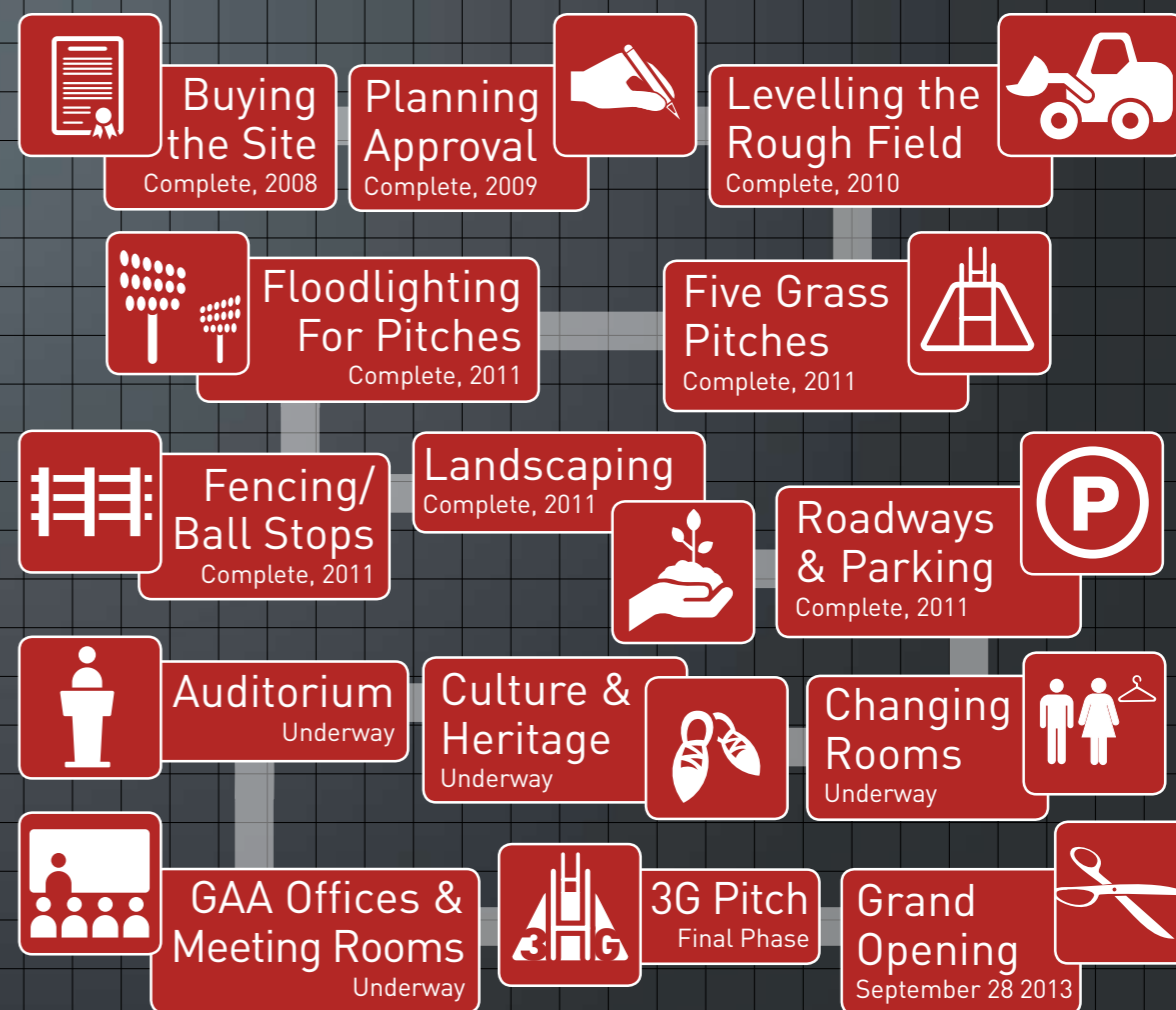 Buying
the Site
Complete, 2008
Planning
Approval
Complete, 2009
Levelling the
Rough Field
Complete, 2010
Floodlighting
For Pitches
Complete, 2011
Five Grass
Pitches
Complete, 2011
Fencing/
Ball Stops
Complete, 2011
Landscaping
Complete, 2011
Roadways
& Parking
Complete, 2011
P
Auditorium
Underway
Culture &
Heritage
Underway
Changing
Rooms
Underway
GAA Offices &
Meeting Rooms
Underway
3G
3G Pitch
Final Phase
Grand
Opening
September 28 2013